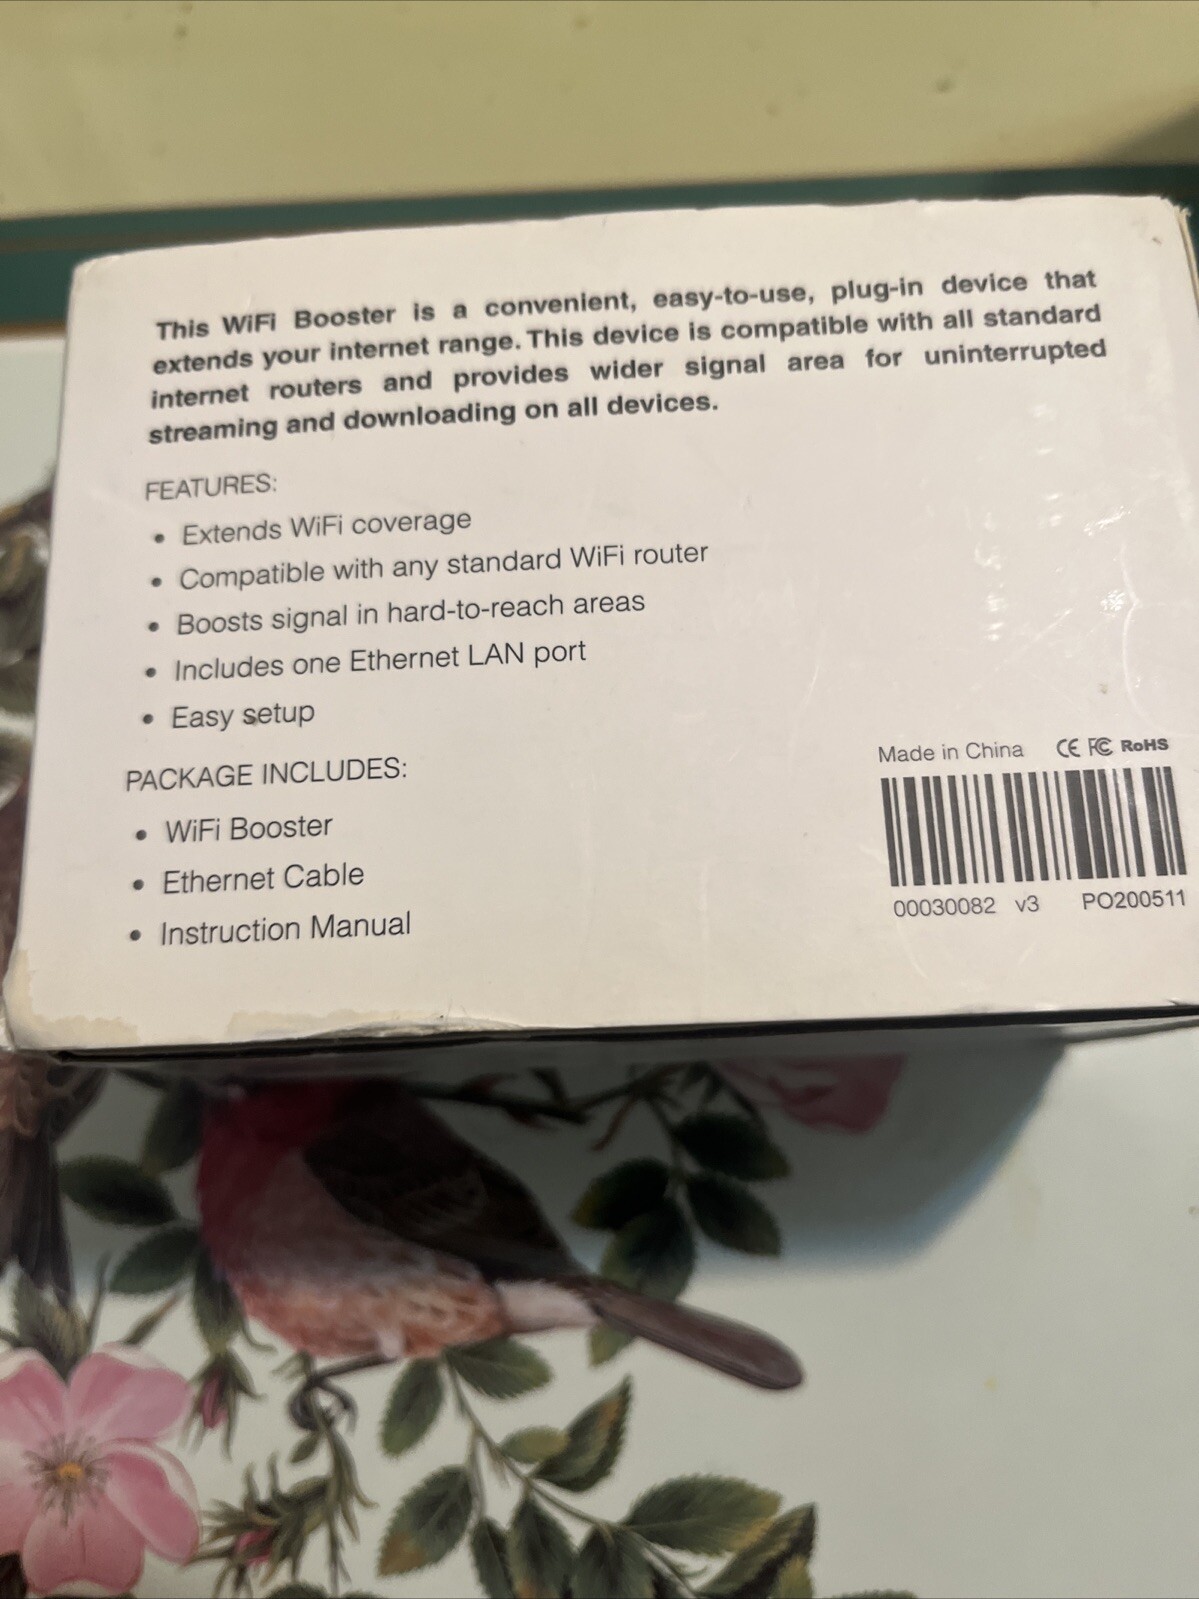 This WiFi Booster is a convenient, easy-to-use, plug-in device that
extends your internet range. This device is compatible with all standard
internet routers and provides wider signal area for uninterrupted
streaming and downloading on all devices.
FEATURES:
• Extends WiFi coverage
• Compatible with any standard WiFi router
• Boosts signal in hard-to-reach areas
• Includes one Ethernet LAN port
• Easy setup
PACKAGE INCLUDES:
• WiFi Booster
• Ethernet Cable
• Instruction Manual
Made in China CE FC RoHS
00030082 v3 PO200511